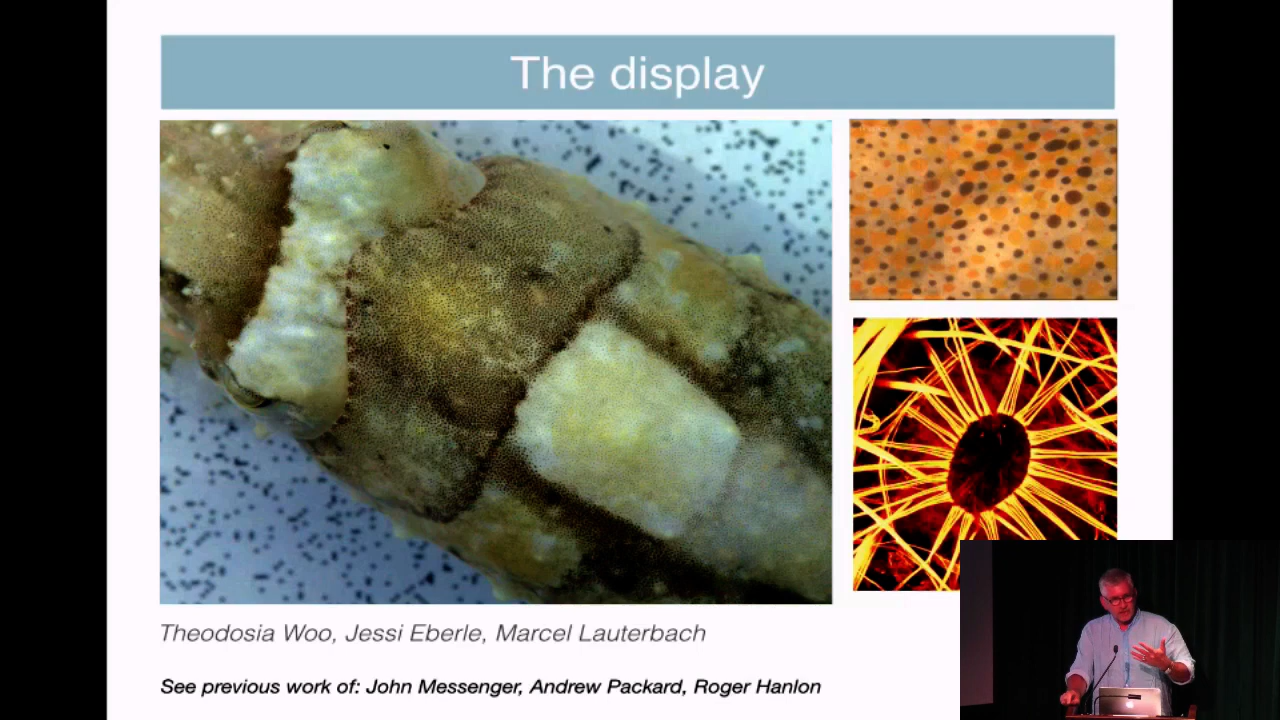 The display
Theodosia Woo, Jessi Eberle, Marcel Lauterbach
See previous work of: John Messenger, Andrew Packard, Roger Hanlon